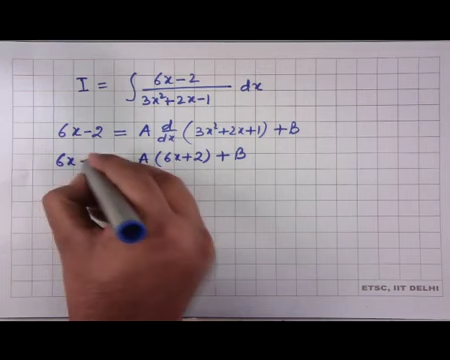 I = ∫ (6x-2)/(3x²+2x-1) dx
6x-2 = A d/dx (3x²+2x+1) + B
6x- A (6x+2) + B
ETSC, IIT DELHI